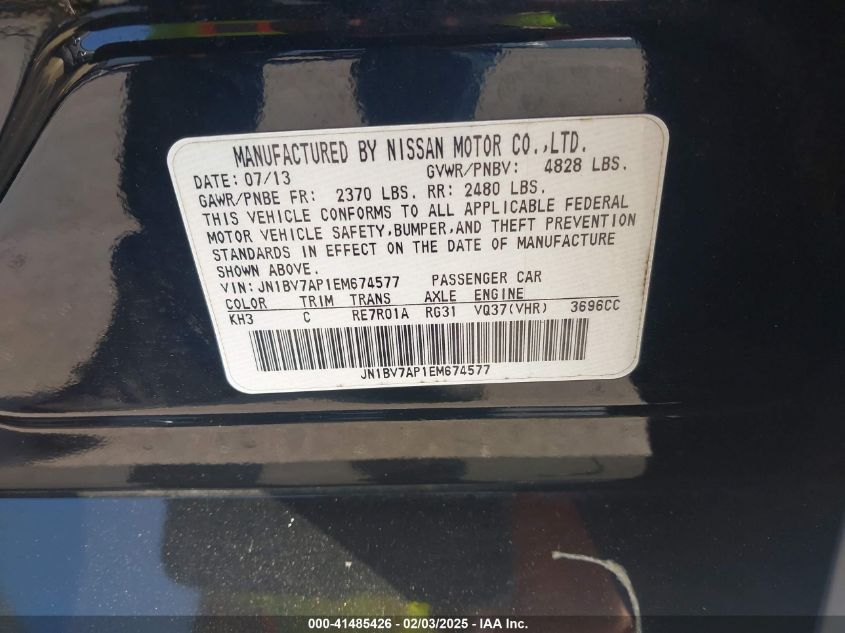 MANUFACTURED BY NISSAN MOTOR CO.,LTD.
DATE: 07/13 GVWR/PNBV: 4828 LBS.
GAWR/PNBE FR: 2370 LBS. RR: 2480 LBS.
THIS VEHICLE CONFORMS TO ALL APPLICABLE FEDERAL
MOTOR VEHICLE SAFETY,BUMPER,AND THEFT PREVENTION
STANDARDS IN EFFECT ON THE DATE OF MANUFACTURE
SHOWN ABOVE.
VIN: JN1BV7AP1EM674577 PASSENGER CAR
COLOR TRIM TRANS AXLE ENGINE
KH3 C RE7R01A RG31 VQ37(VHR) 3696CC
JN1BV7AP1EM674577
000-41485426 - 02/03/2025 - IAA, Inc.